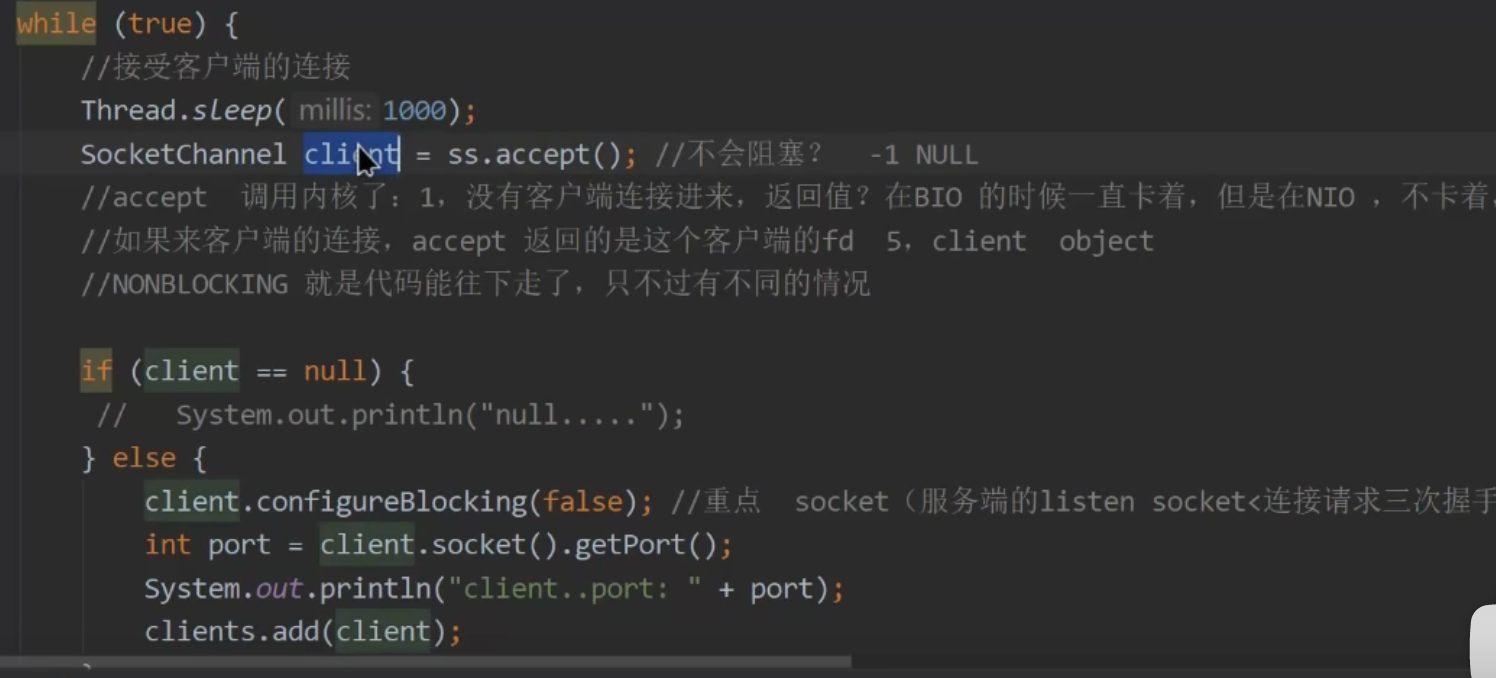 while (true) {
//接受客户端的连接
Thread.sleep( millis: 1000);
SocketChannel client = ss.accept(); //不会阻塞？ -1 NULL
//accept 调用内核了：1，没有客户端连接进来，返回值？在BIO 的时候一直卡着，但是在NIO ，不卡着，
//如果来客户端的连接，accept 返回的是这个客户端的fd 5，client object
//NONBLOCKING 就是代码能往下走了，只不过有不同的情况
if (client == null) {
// System.out.println("null.....");
} else {
client.configureBlocking(false); //重点 socket（服务端的listen socket<连接请求三次握手
int port = client.socket().getPort();
System.out.println("client..port: " + port);
clients.add(client);